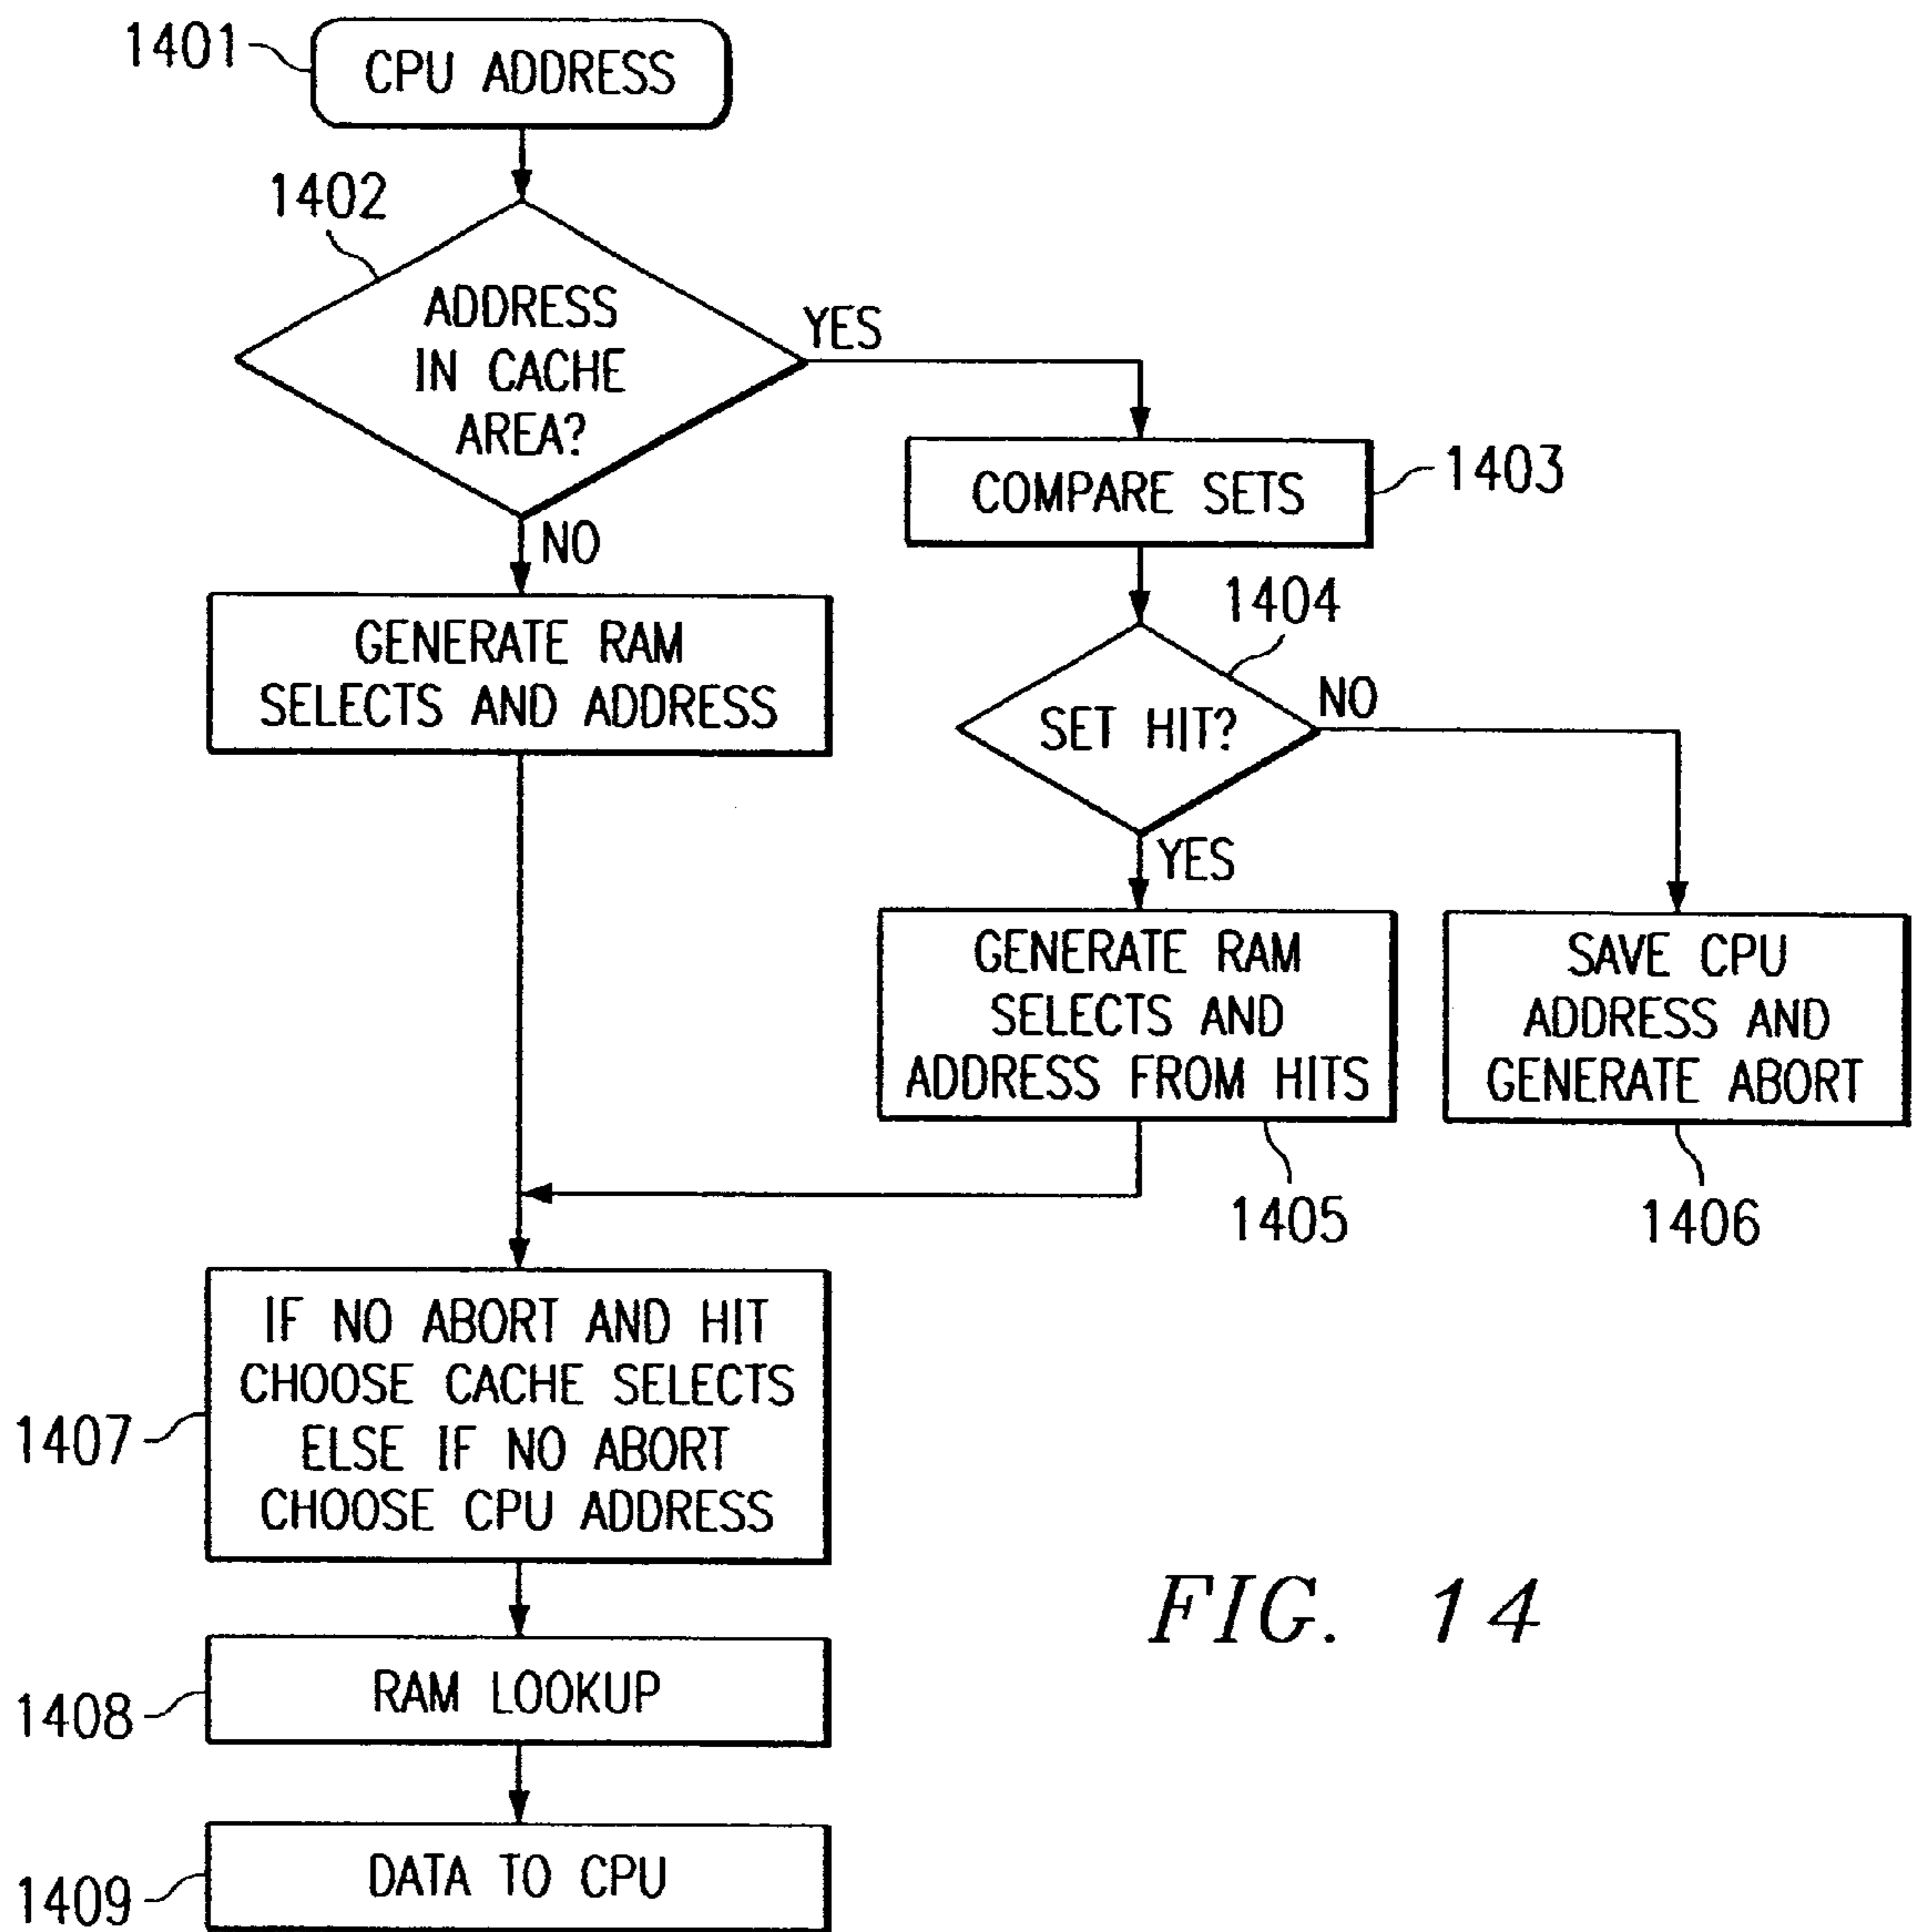 1401
CPU ADDRESS
1402
ADDRESS
IN CACHE
AREA?
YES
NO
COMPARE SETS
1403
GENERATE RAM
SELECTS AND ADDRESS
1404
SET HIT?
NO
YES
GENERATE RAM
SELECTS AND
ADDRESS FROM HITS
1405
SAVE CPU
ADDRESS AND
GENERATE ABORT
1406
IF NO ABORT AND HIT
CHOOSE CACHE SELECTS
ELSE IF NO ABORT
CHOOSE CPU ADDRESS
1407
RAM LOOKUP
1408
DATA TO CPU
1409
FIG. 14